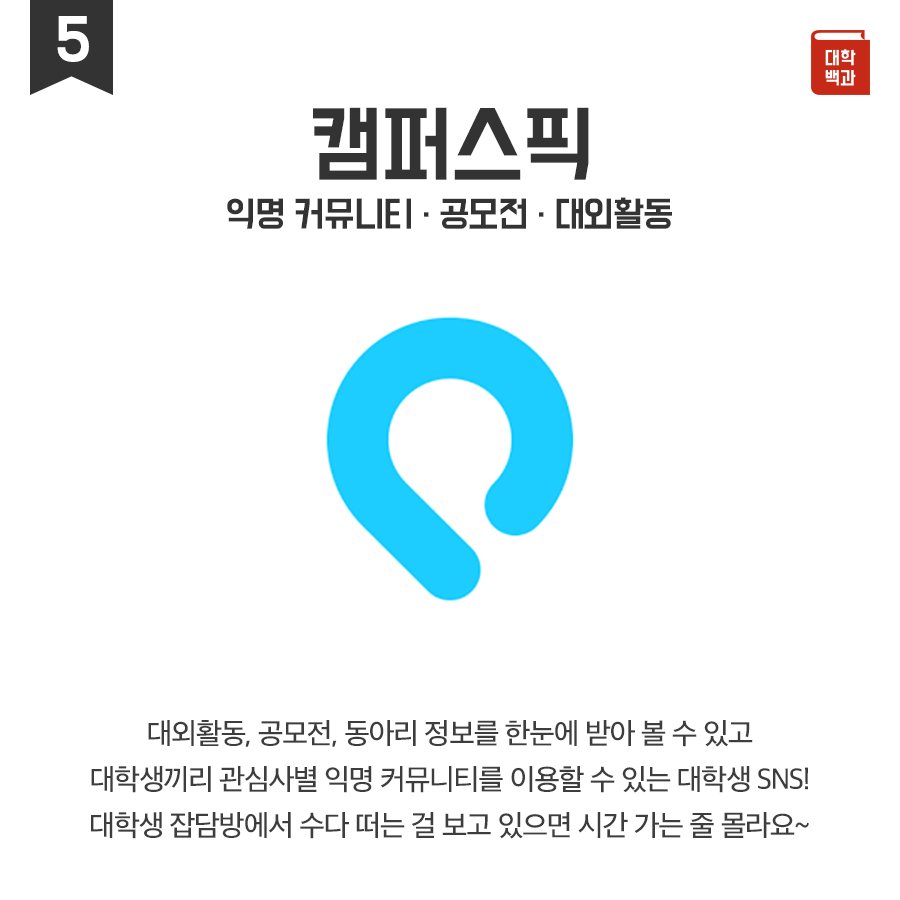 5
대학
백과
캠퍼스픽
익명 커뮤니티 · 공모전 · 대외활동
대외활동, 공모전, 동아리 정보를 한눈에 받아 볼 수 있고
대학생끼리 관심사별 익명 커뮤니티를 이용할 수 있는 대학생 SNS!
대학생 잡담방에서 수다 떠는 걸 보고 있으면 시간 가는 줄 몰라요~